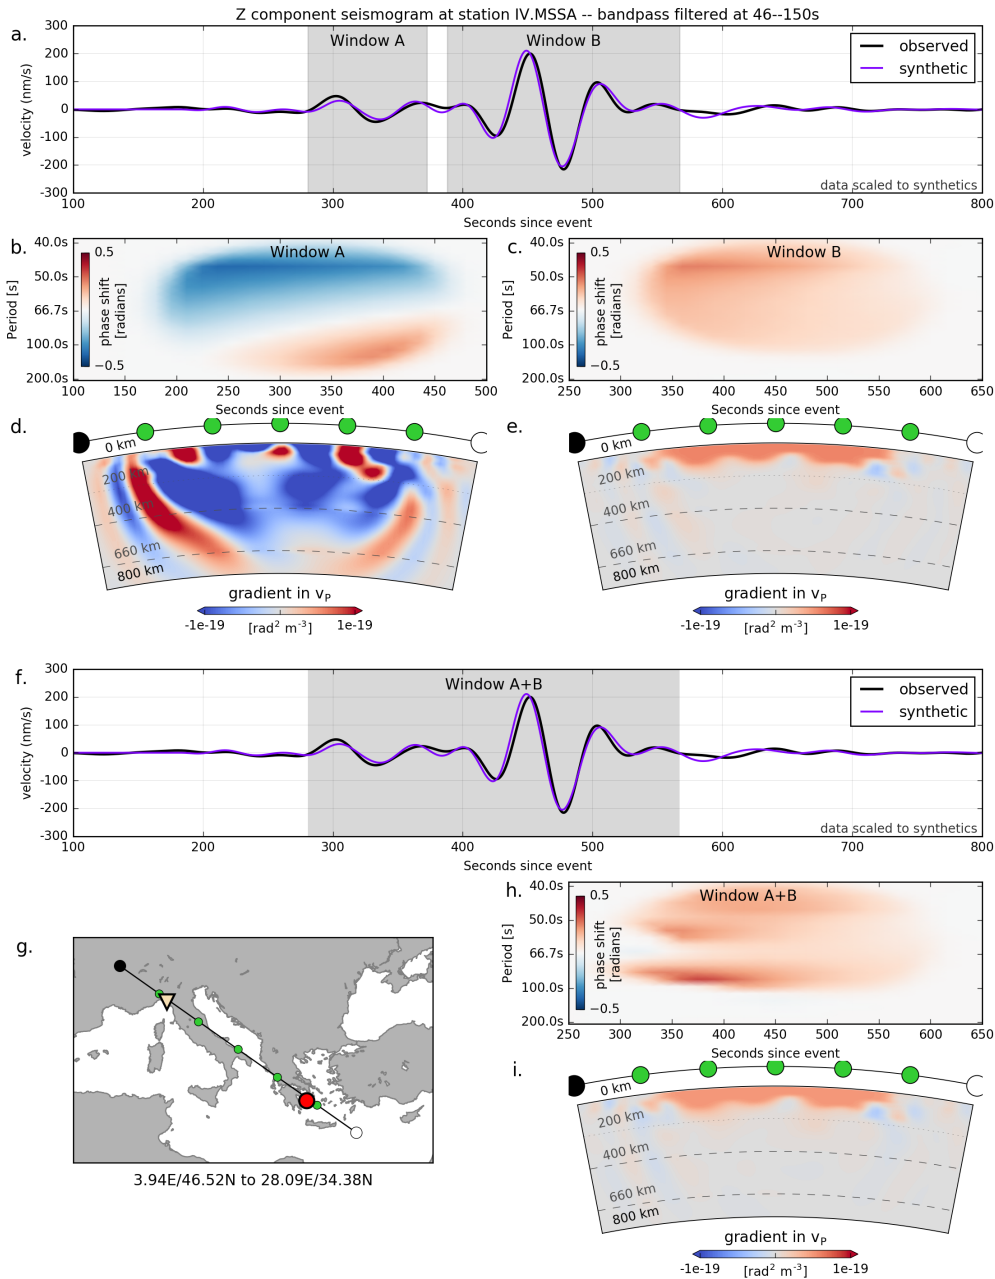 Z component seismogram at station IV.MSSA -- bandpass filtered at 46--150s
a.
Window A
Window B
observed
synthetic
300
200
100
0
-100
-200
-300
velocity (nm/s)
data scaled to synthetics
100 200 300 400 500 600 700 800
Seconds since event
b.
Window A
40.0s
50.0s
66.7s
100.0s
200.0s
Period [s]
0.5
−0.5
phase shift
[radians]
100 150 200 250 300 350 400 450 500
Seconds since event
c.
Window B
40.0s
50.0s
66.7s
100.0s
200.0s
Period [s]
0.5
−0.5
phase shift
[radians]
250 300 350 400 450 500 550 600 650
Seconds since event
d.
0 km
200 km
400 km
660 km
800 km
gradient in vP
-1e-19 1e-19
[rad² m⁻³]
e.
0 km
200 km
400 km
660 km
800 km
gradient in vP
-1e-19 1e-19
[rad² m⁻³]
f.
Window A+B
observed
synthetic
300
200
100
0
-100
-200
-300
velocity (nm/s)
data scaled to synthetics
100 200 300 400 500 600 700 800
Seconds since event
g.
3.94E/46.52N to 28.09E/34.38N
h.
Window A+B
40.0s
50.0s
66.7s
100.0s
200.0s
Period [s]
0.5
−0.5
phase shift
[radians]
250 300 350 400 450 500 550 600 650
Seconds since event
i.
0 km
200 km
400 km
660 km
800 km
gradient in vP
-1e-19 1e-19
[rad² m⁻³]